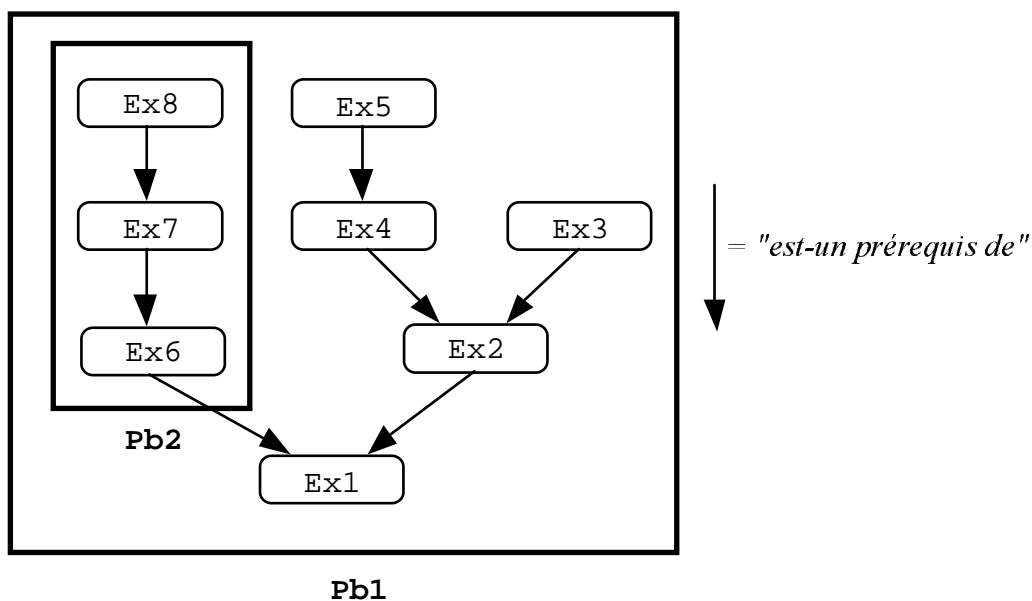 Ex8
Ex5
Ex7
Ex4
Ex3
= "est-un prérequis de"
Ex6
Ex2
Pb2
Ex1
Pb1